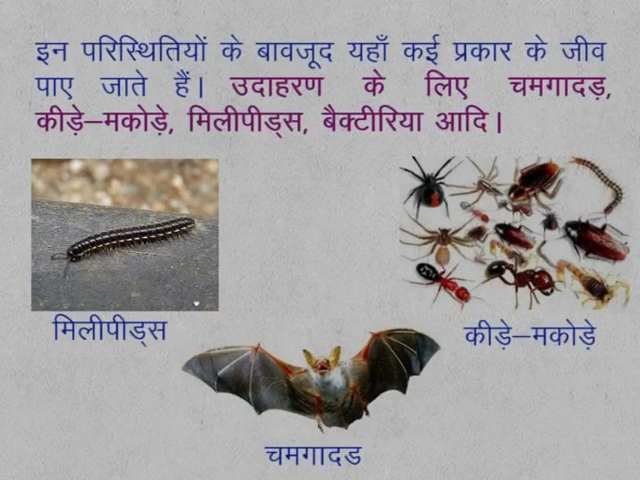 इन परिस्थितियों के बावजूद यहाँ कई प्रकार के जीव
पाए जाते हैं। उदाहरण के लिए चमगादड़,
कीड़े–मकोड़े, मिलीपीड्स, बैक्टीरिया आदि।
मिलीपीड्स
कीड़े–मकोड़े
चमगादड